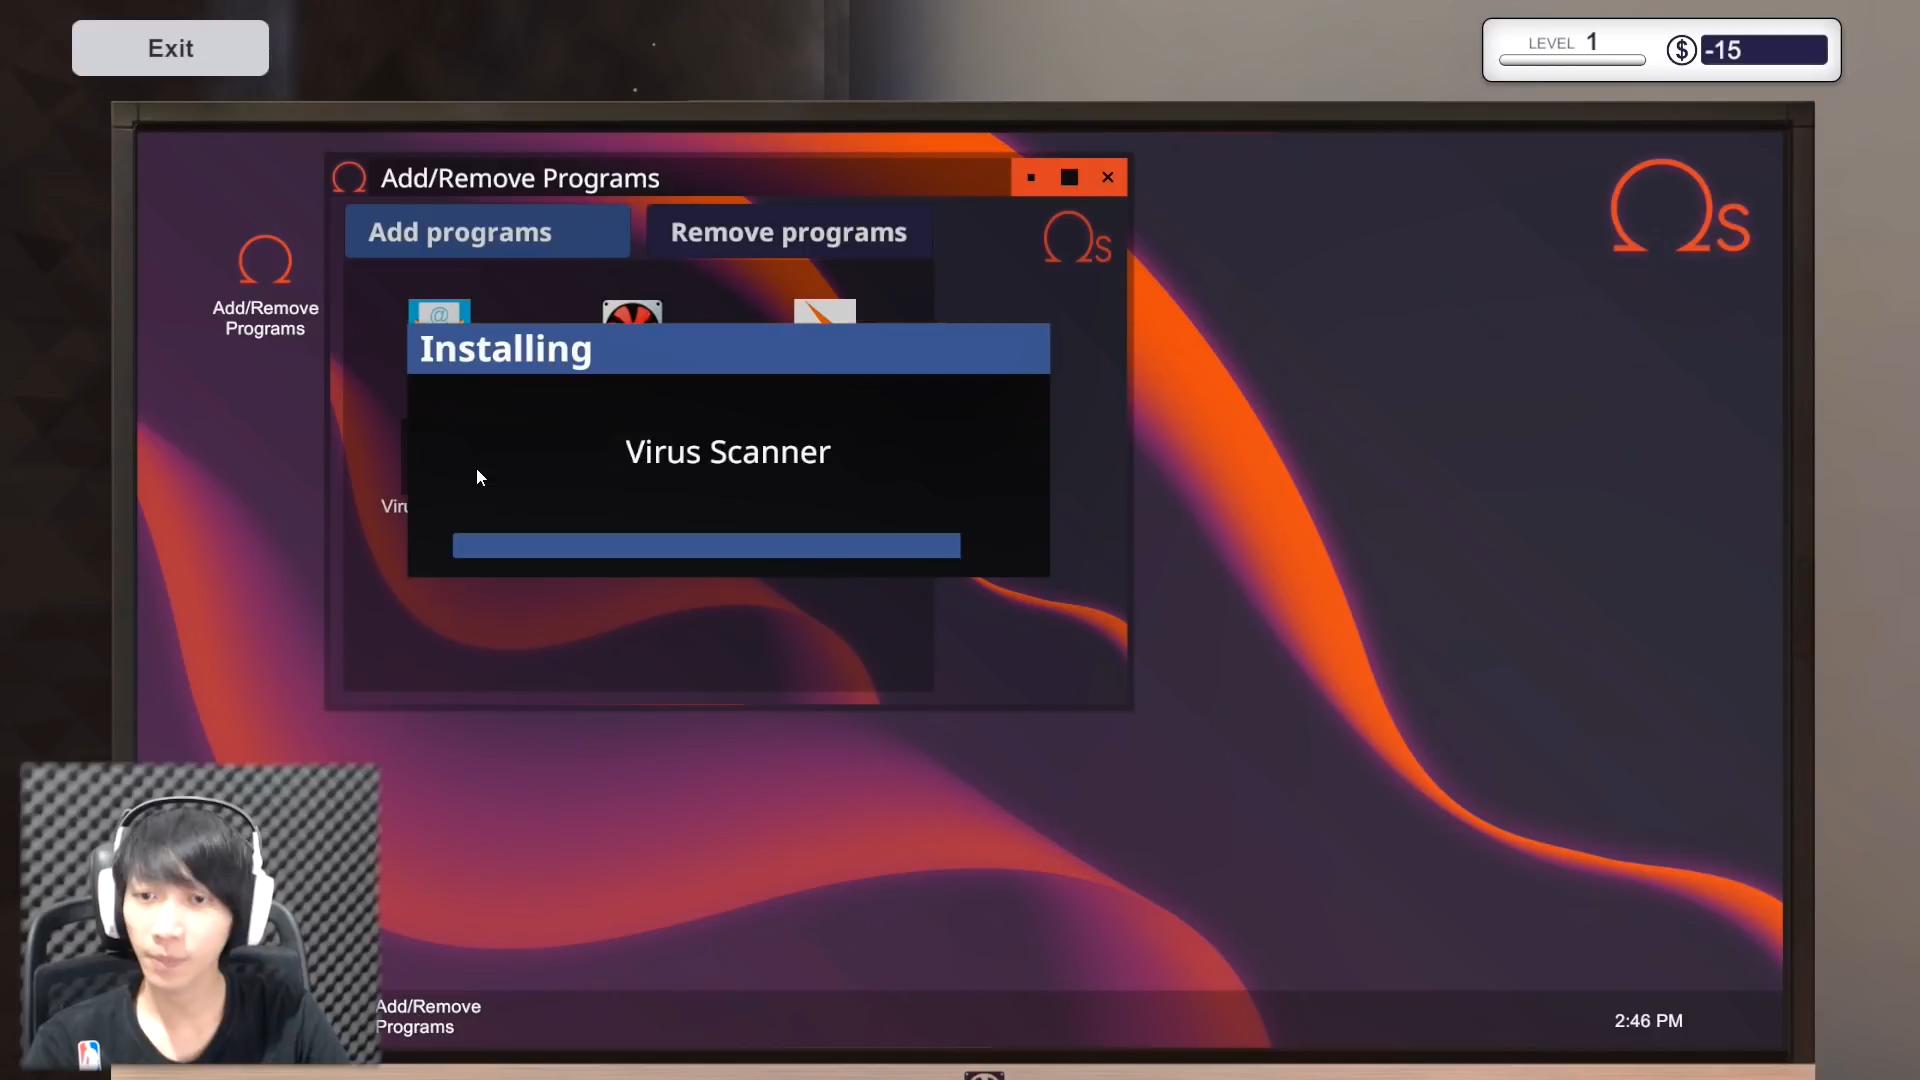 Exit
LEVEL 1
$ -15
Add/Remove Programs
Add programs
Remove programs
Ωs
Ωs
Add/Remove
Programs
@
Installing
Virus Scanner
Viru
Add/Remove
Programs
2:46 PM